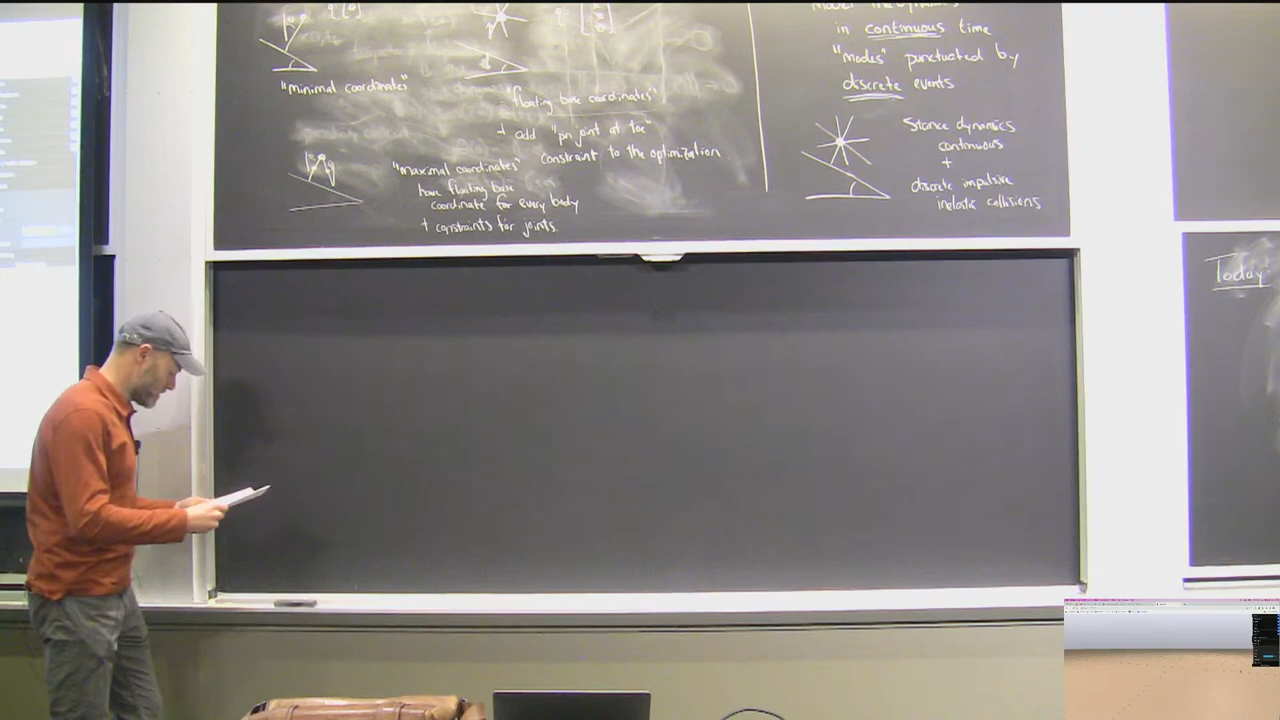 "minimal coordinates"
"floating base coordinates"
+ add "pin joint at toe"
constraint to the optimization
"maximal coordinates"
have floating base
coordinate for every body
+ constraints for joints.
in continuous time
"modes" punctuated by
discrete events
Stance dynamics
continuous
+
discrete impulsive
inelastic collisions
Today